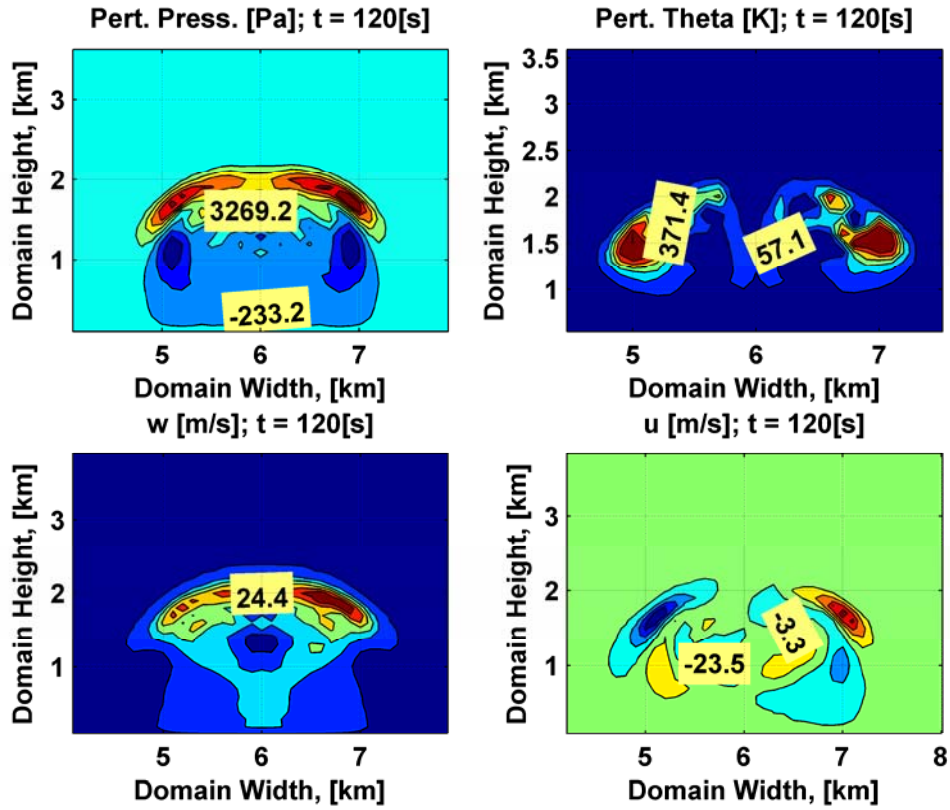 Pert. Press. [Pa]; t = 120[s]
Domain Height, [km]
3
2
1
3269.2
-233.2
5 6 7
Domain Width, [km]
Pert. Theta [K]; t = 120[s]
Domain Height, [km]
3.5
3
2.5
2
1.5
1
371.4
57.1
5 6 7
Domain Width, [km]
w [m/s]; t = 120[s]
Domain Height, [km]
3
2
1
24.4
5 6 7
Domain Width, [km]
u [m/s]; t = 120[s]
Domain Height, [km]
3
2
1
-3.3
-23.5
5 6 7 8
Domain Width, [km]